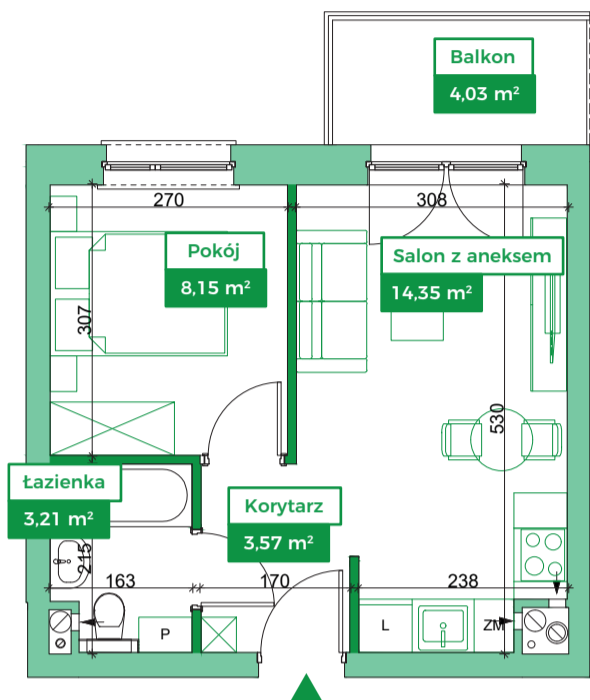 Balkon
4,03 m²
270
308
Pokój
8,15 m²
Salon z aneksem
14,35 m²
307
530
Łazienka
3,21 m²
Korytarz
3,57 m²
215
163
170
238
P
L
ZM